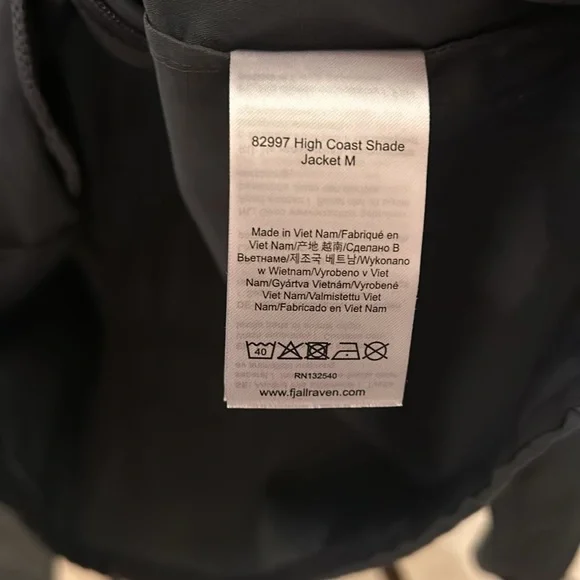 82997 High Coast Shade
Jacket M
Made in Viet Nam/Fabriqué en
Viet Nam/产地 越南/Сделано В
Вьетнаме/제조국 베트남/Wykonano
w Wietnam/Vyrobeno v Viet
Nam/Gyártva Vietnám/Vyrobené
Viet Nam/Valmistettu Viet
Nam/Fabricado en Viet Nam
40
RN132540
www.fjallraven.com